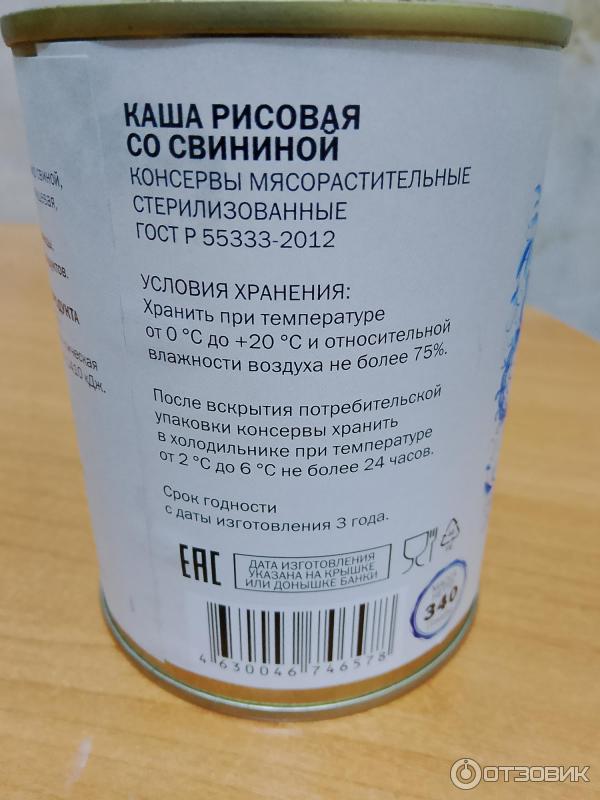 КАША РИСОВАЯ
СО СВИНИНОЙ
КОНСЕРВЫ МЯСОРАСТИТЕЛЬНЫЕ
СТЕРИЛИЗОВАННЫЕ
ГОСТ Р 55333-2012
УСЛОВИЯ ХРАНЕНИЯ:
Хранить при температуре
от 0 °C до +20 °C и относительной
влажности воздуха не более 75%.
После вскрытия потребительской
упаковки консервы хранить
в холодильнике при температуре
от 2 °C до 6 °C не более 24 часов.
Срок годности
с даты изготовления 3 года.
ЕАС
ДАТА ИЗГОТОВЛЕНИЯ
УКАЗАНА НА КРЫШКЕ
ИЛИ ДОНЫШКЕ БАНКИ
340
4630046746578
ОТЗОВИК